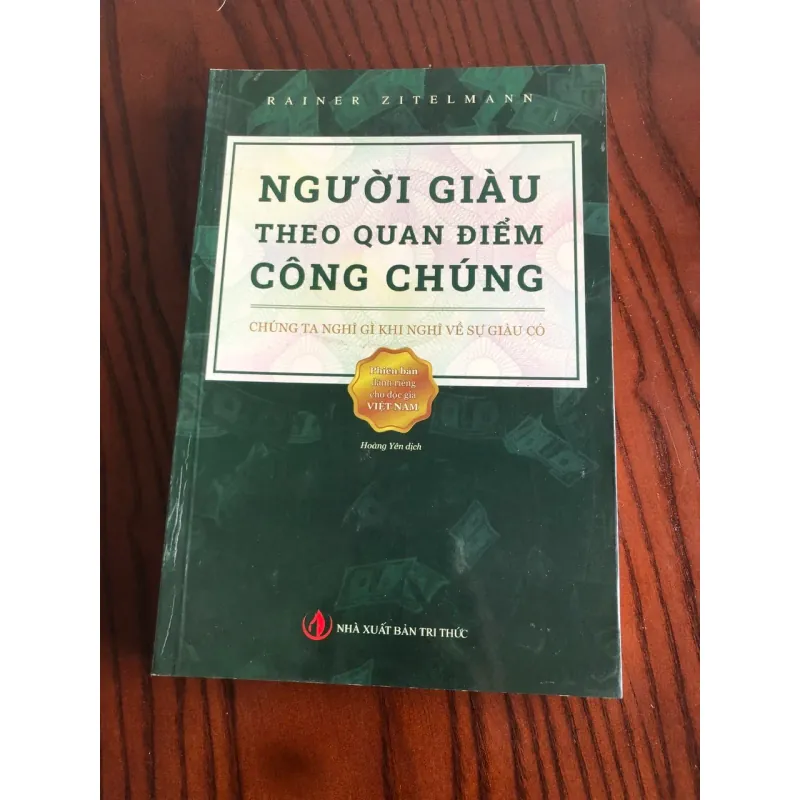 RAINER ZITELMANN
NGƯỜI GIÀU
THEO QUAN ĐIỂM
CÔNG CHÚNG
CHÚNG TA NGHĨ GÌ KHI NGHĨ VỀ SỰ GIÀU CÓ
Phiên bản
dành riêng
cho độc giả
VIỆT NAM
Hoàng Yên dịch
NHÀ XUẤT BẢN TRI THỨC